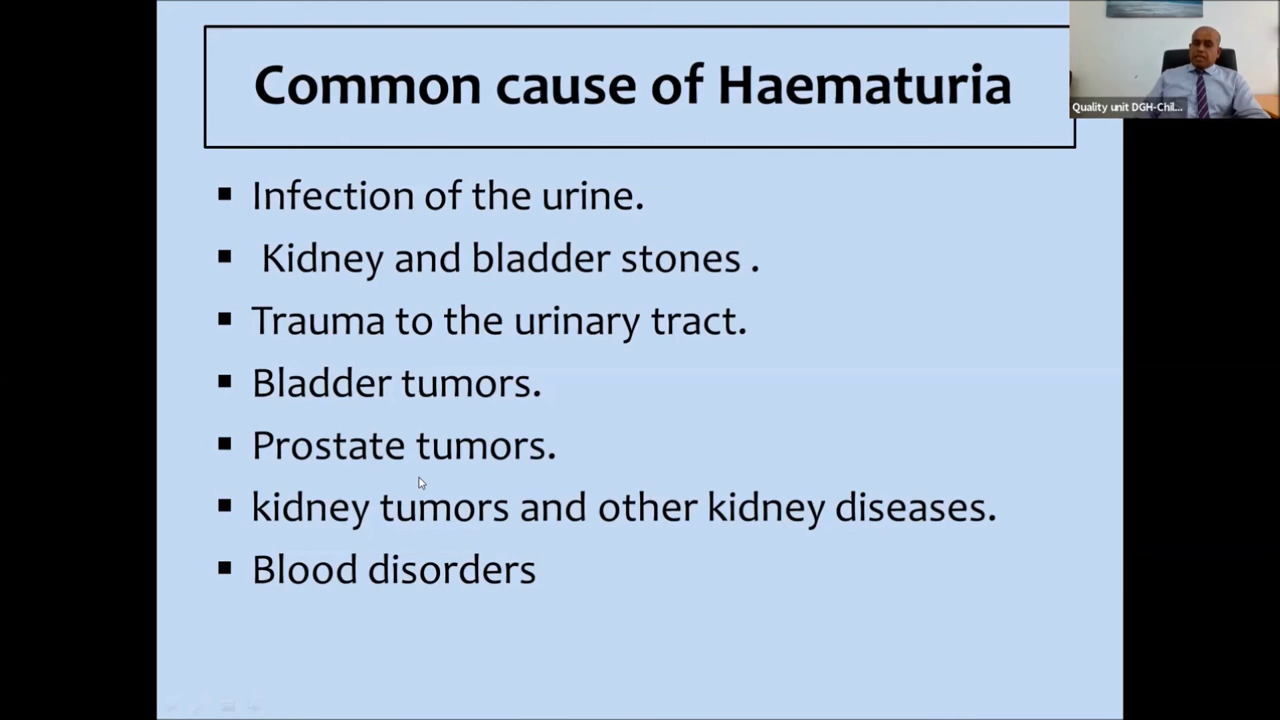 Common cause of Haematuria
Quality unit DGH-Chil...
▪ Infection of the urine.
▪ Kidney and bladder stones .
▪ Trauma to the urinary tract.
▪ Bladder tumors.
▪ Prostate tumors.
▪ kidney tumors and other kidney diseases.
▪ Blood disorders